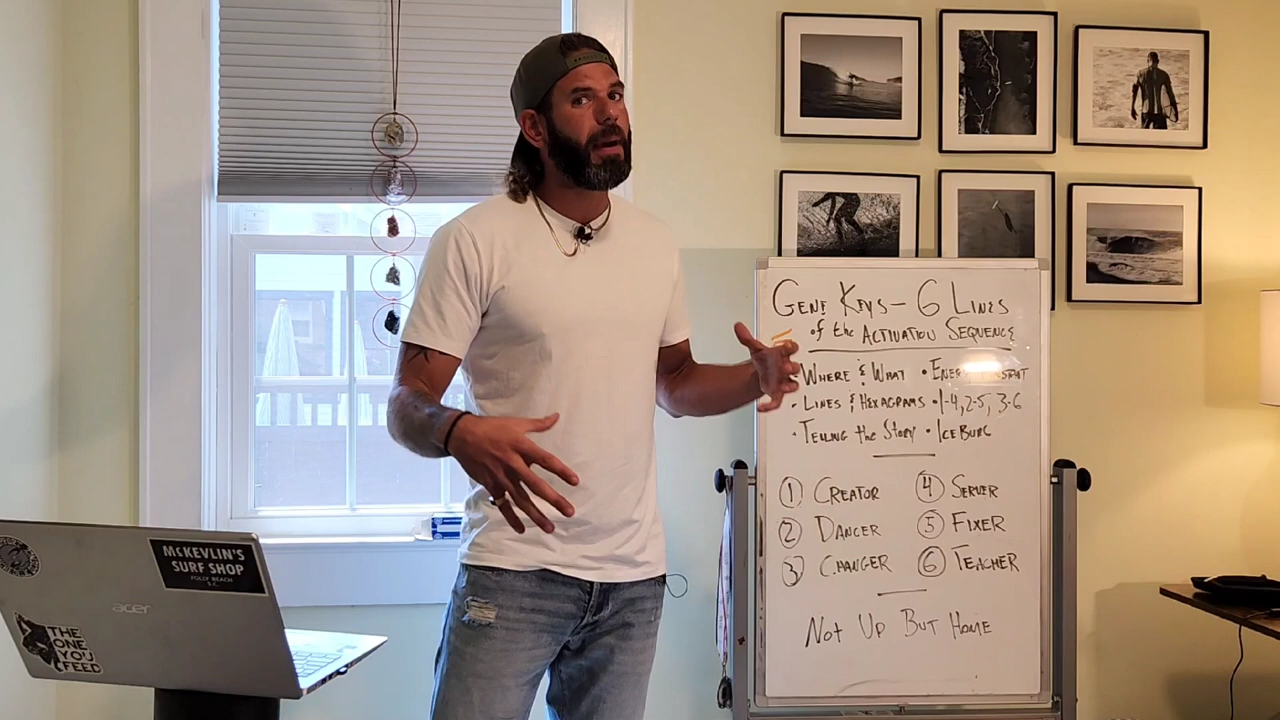 GENE KEYS - 6 LINES
of the ACTIVATION SEQUENCE
• WHERE & WHAT • 
• LINES & HEXAGRAMS • 1-4, 2-5, 3-6
• TELLING the STORY • ICEBURG
① CREATOR ④ SERVER
② DANCER ⑤ FIXER
③ CHANGER ⑥ TEACHER
NOT UP BUT HOME
McKEVLIN'S
SURF SHOP
FOLLY BEACH
S.C.
acer
THE
ONE
YOU
FEED